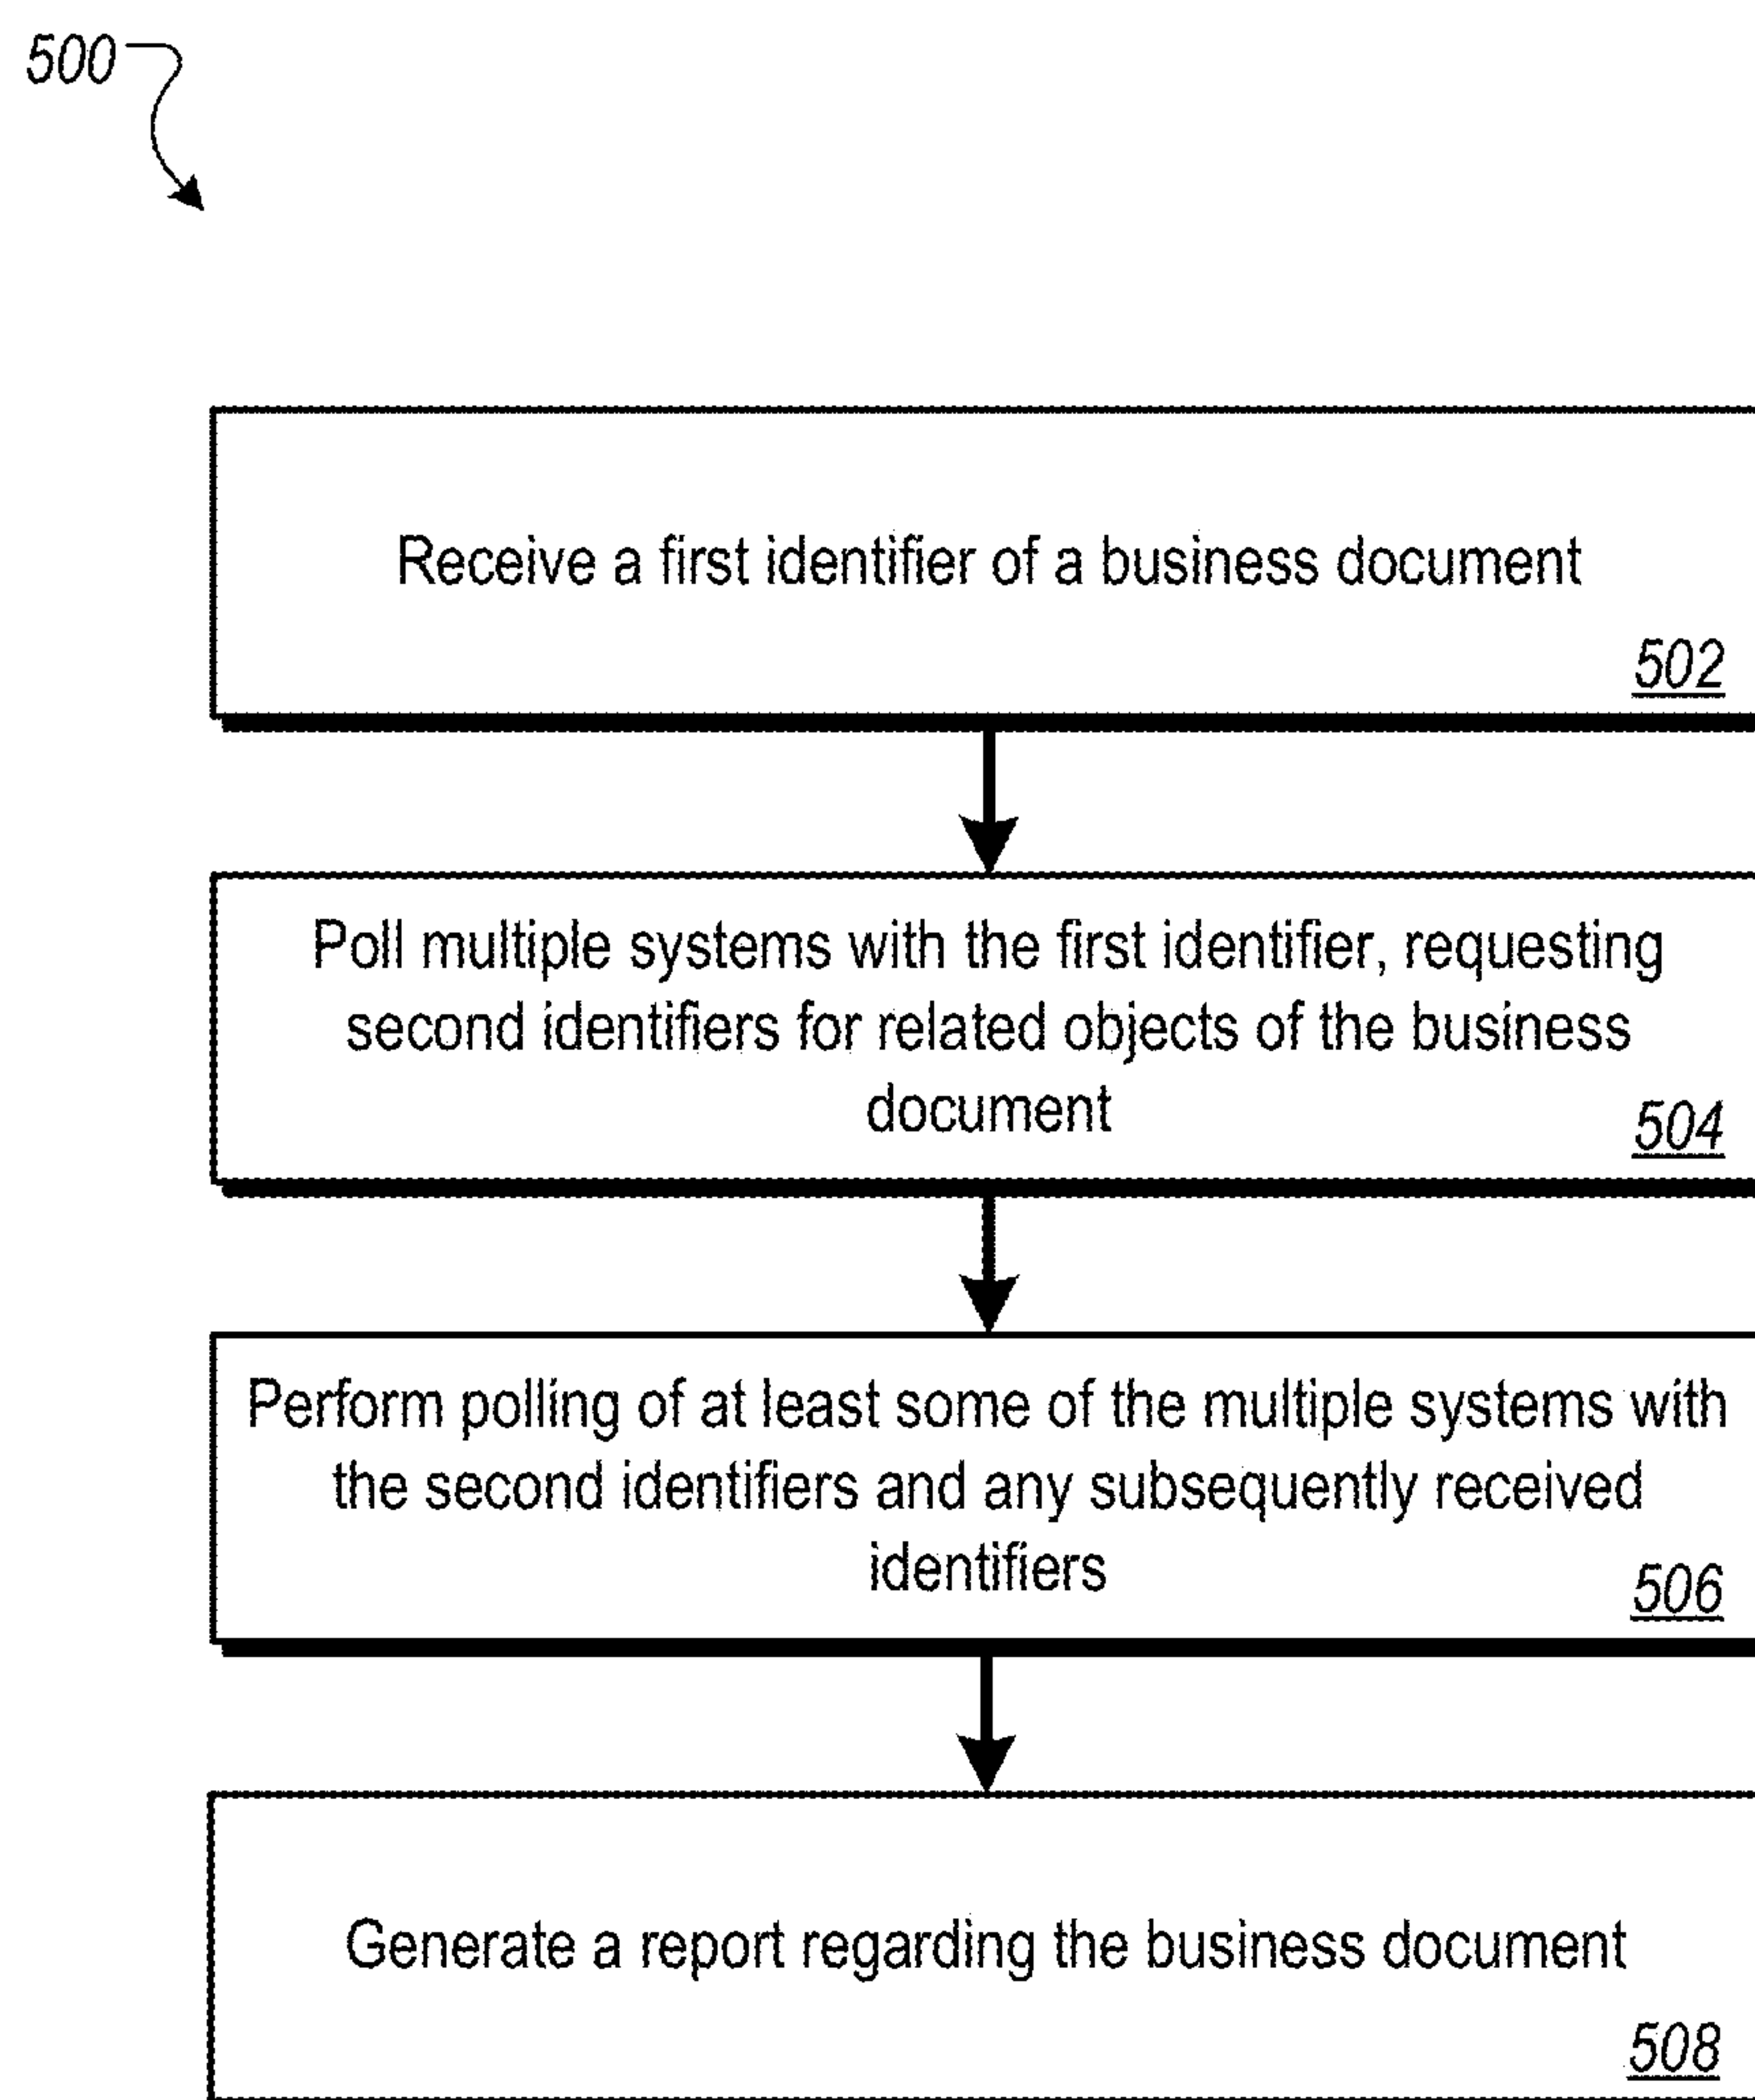 500
Receive a first identifier of a business document
502
Poll multiple systems with the first identifier, requesting
second identifiers for related objects of the business
document
504
Perform polling of at least some of the multiple systems with
the second identifiers and any subsequently received
identifiers
506
Generate a report regarding the business document
508